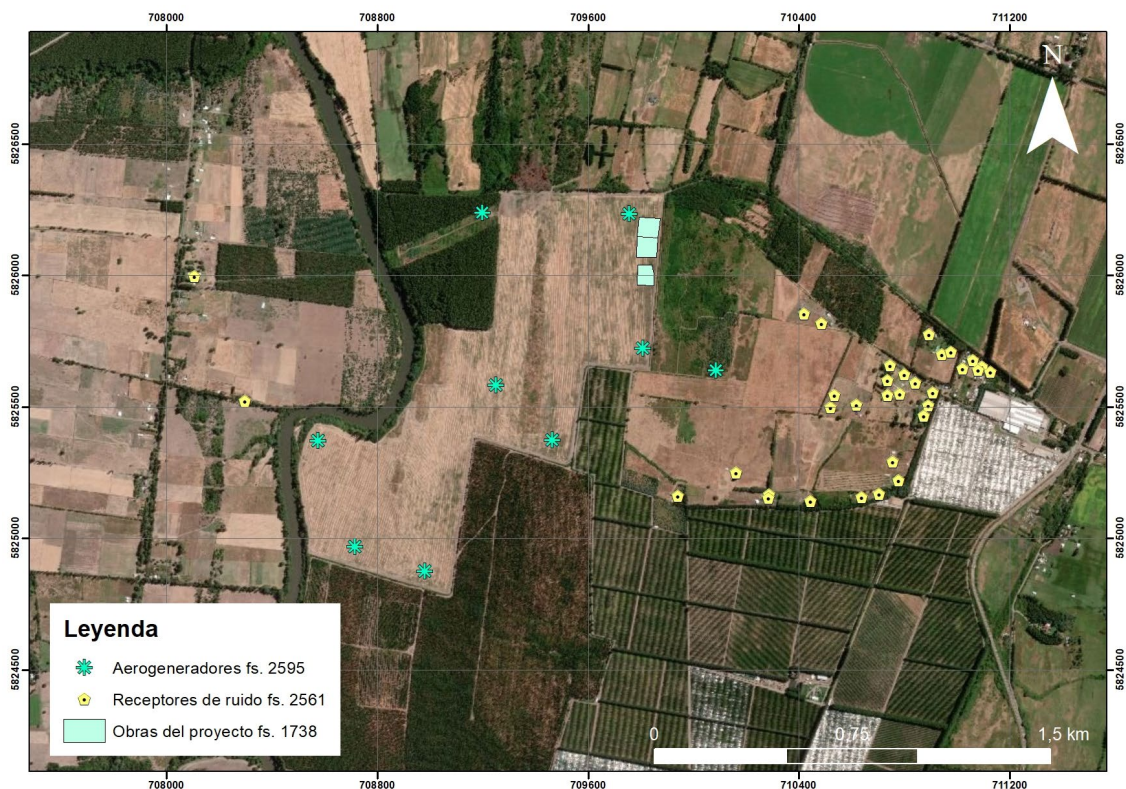 708000 708800 709600 710400 711200
N
5826500 5826500
5826000 5826000
5825500 5825500
5825000 5825000
5824500 5824500
Leyenda
Aerogeneradores fs. 2595
Receptores de ruido fs. 2561
Obras del proyecto fs. 1738
0 0,75 1,5 km
708000 708800 709600 710400 711200